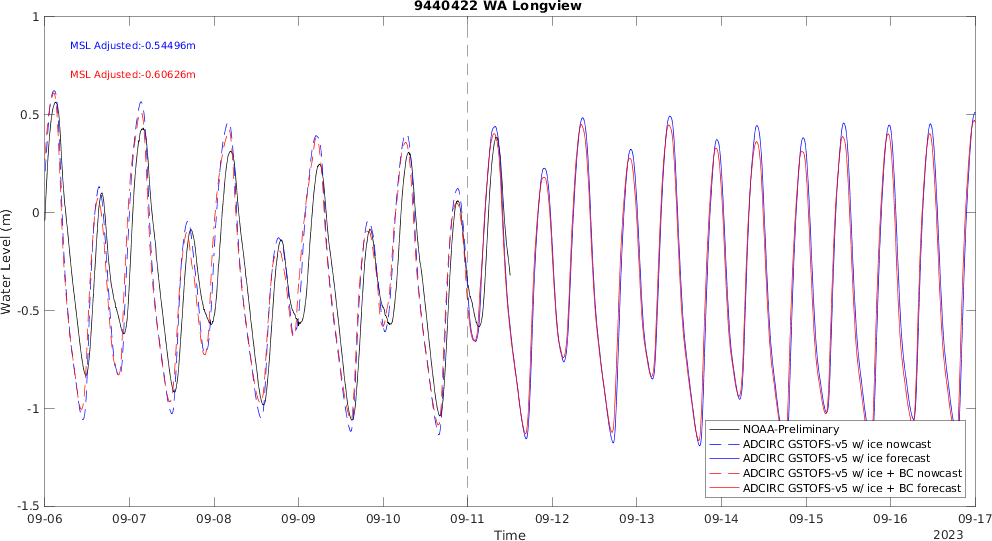 9440422 WA Longview
MSL Adjusted:-0.54496m
MSL Adjusted:-0.60626m
Water Level (m)
1
0.5
0
-0.5
-1
-1.5
NOAA-Preliminary
ADCIRC GSTOFS-v5 w/ ice nowcast
ADCIRC GSTOFS-v5 w/ ice forecast
ADCIRC GSTOFS-v5 w/ ice + BC nowcast
ADCIRC GSTOFS-v5 w/ ice + BC forecast
09-06 09-07 09-08 09-09 09-10 09-11 09-12 09-13 09-14 09-15 09-16 09-17
Time
2023